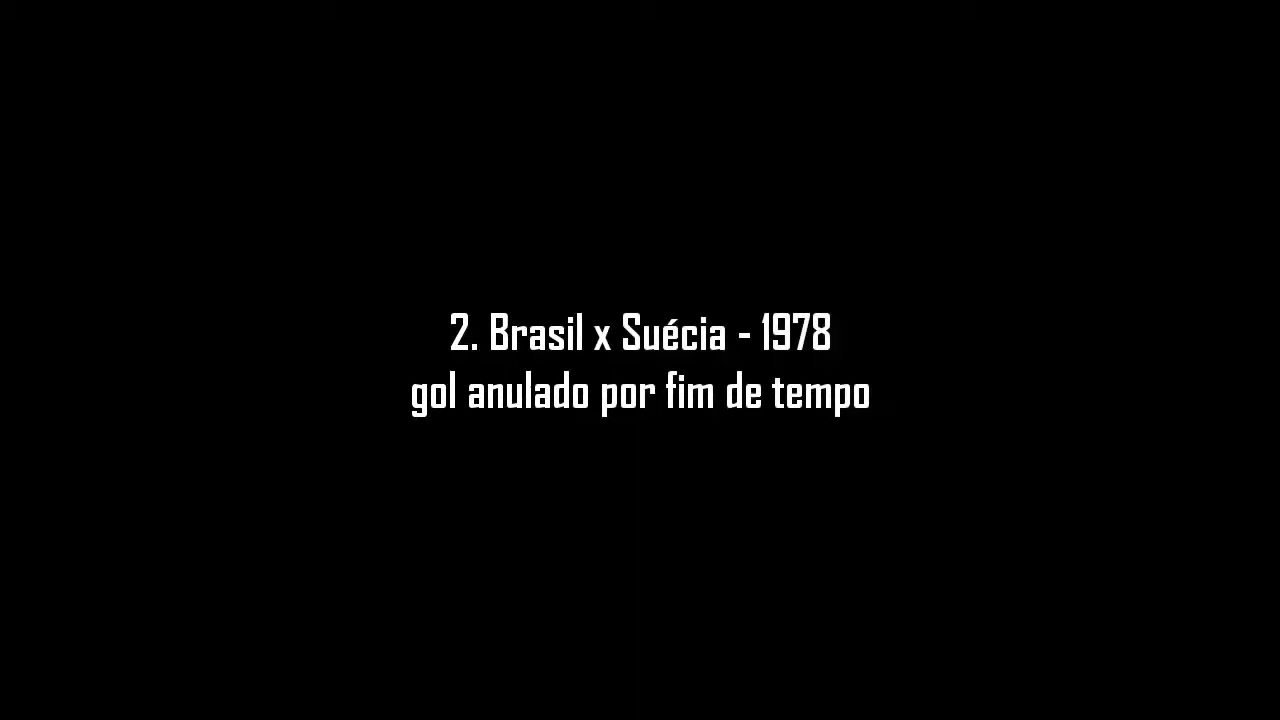 2. Brasil x Suécia - 1978
gol anulado por fim de tempo